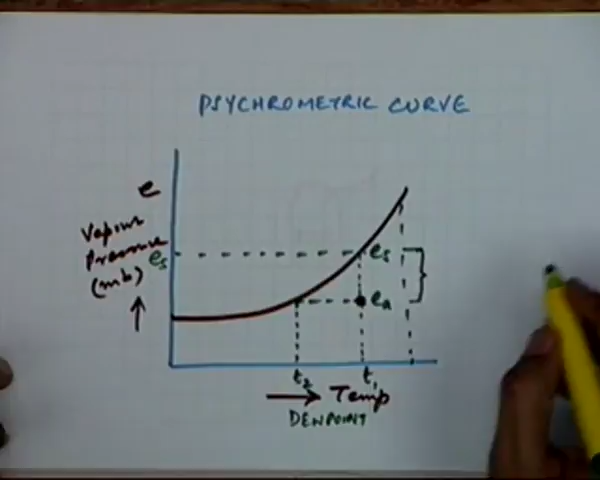 PSYCHROMETRIC CURVE
e
Vapour
Pressure
es
(mb)
es
ea
t2
t1
Temp
DEWPOINT